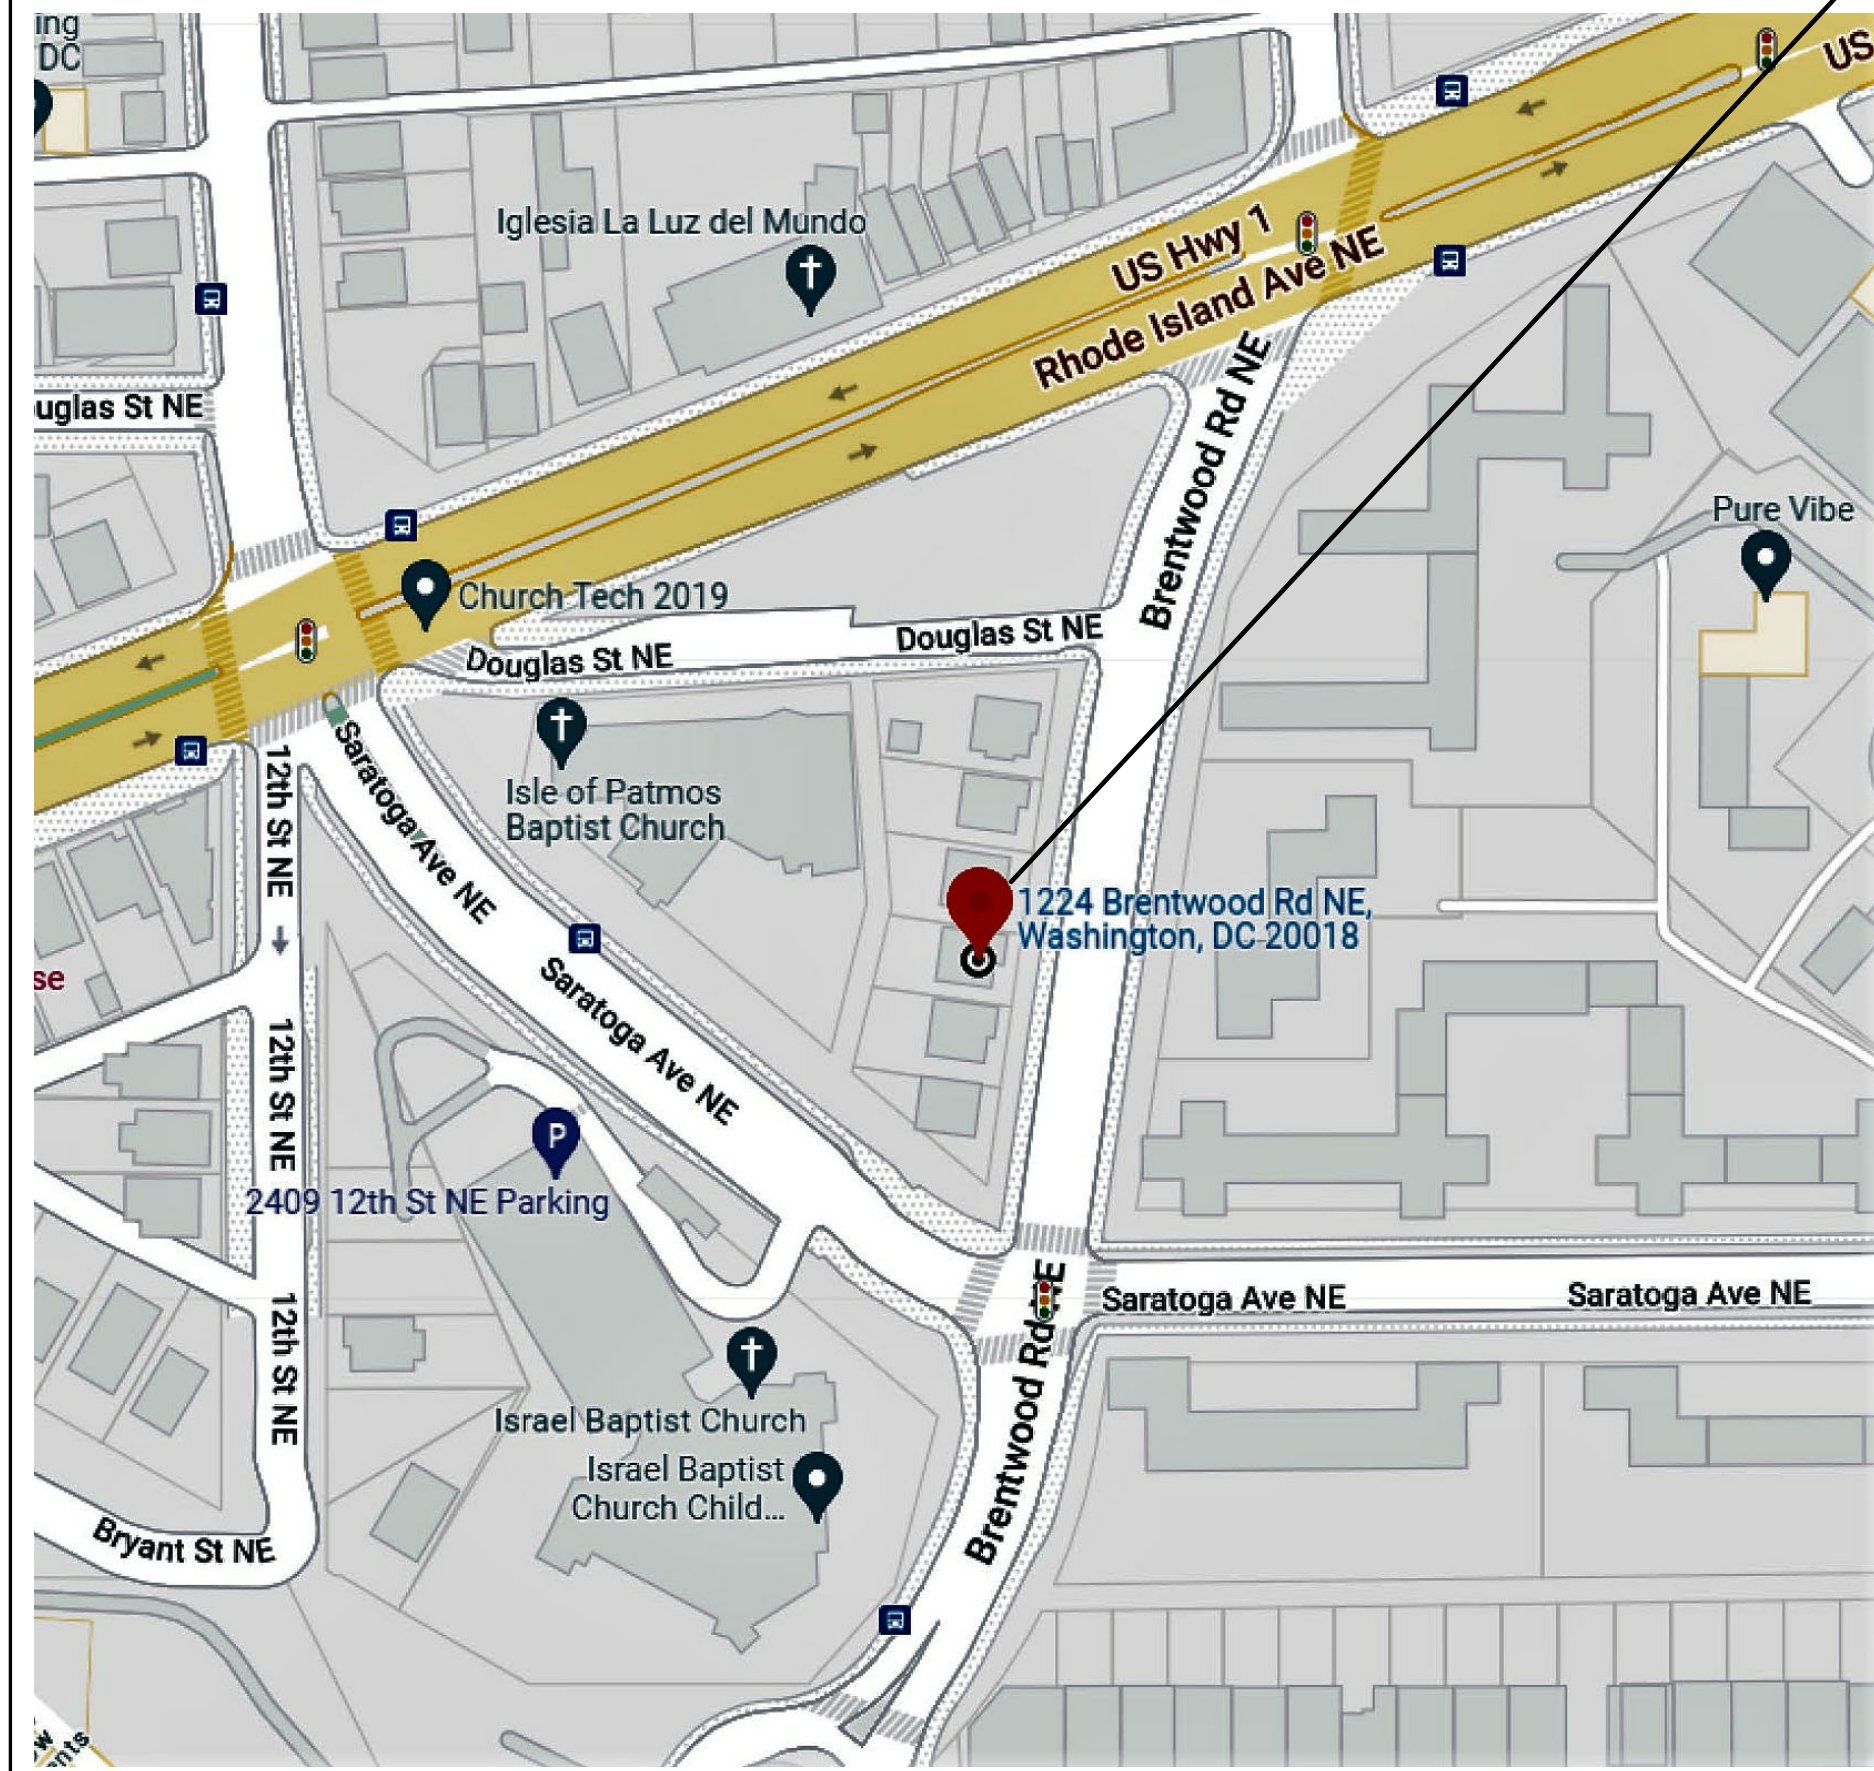 ing
DC
US
Iglesia La Luz del Mundo
US Hwy 1
Rhode Island Ave NE
uglas St NE
Brentwood Rd NE
Pure Vibe
Church Tech 2019
Douglas St NE
Douglas St NE
Saratoga Ave NE
12th St NE
Isle of Patmos
Baptist Church
1224 Brentwood Rd NE,
Washington, DC 20018
se
Saratoga Ave NE
12th St NE
P
2409 12th St NE Parking
Brentwood Rd NE
Saratoga Ave NE
Saratoga Ave NE
12th St NE
Israel Baptist Church
Israel Baptist
Church Child...
Bryant St NE
w
nts